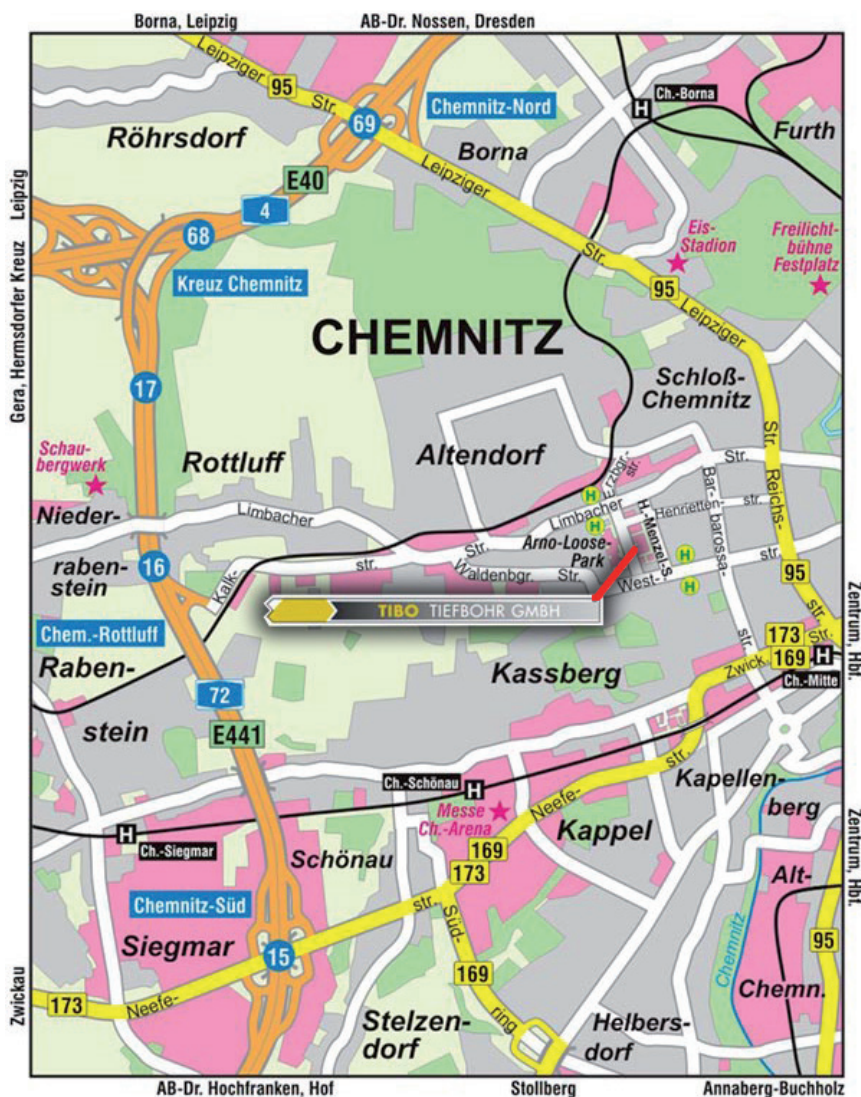 Borna, Leipzig
AB-Dr. Nossen, Dresden
Leipziger
95
Str.
69
Chemnitz-Nord
Ch.-Borna
H
Furth
Röhrsdorf
Borna
Leipziger
E40
4
68
Kreuz Chemnitz
Str.
Eis-
Stadion
Freilicht-
bühne
Festplatz
95
Leipziger
Gera, Hermsdorfer Kreuz
Leipzig
CHEMNITZ
17
Schloß-
Chemnitz
Str.
Schau-
bergwerk
Rottluff
Altendorf
Reichs-
Str.
Bar-
barossa-
str.
Nieder-
rabenstein
Limbacher
Str.
Limbacher
H
H
Henrietten-
str.
H.-Menzel-S.
Arno-Loose-
Park
16
Kalk-
str.
Waldenbgr.
Str.
West-
str.
H
H
95
Str.
TIBO TIEFBOHR GMBH
Chem.-Rottluff
Raben-
stein
72
E441
Kassberg
Zwick.
173
Str.
169
H
Ch.-Mitte
Zentrum, Hbf.
Ch.-Schönau
H
Messe
Ch.-Arena
Neefe-
str.
Kapellen-
berg
Kappel
H
Ch.-Siegmar
Schönau
169
173
Zentrum, Hbf.
Alt-
Chemn.
Chemnitz
95
Chemnitz-Süd
Siegmar
15
str.
Süd-
169
ring
Zwickau
173
Neefe-
Stelzen-
dorf
Helbers-
dorf
AB-Dr. Hochfranken, Hof
Stollberg
Annaberg-Buchholz